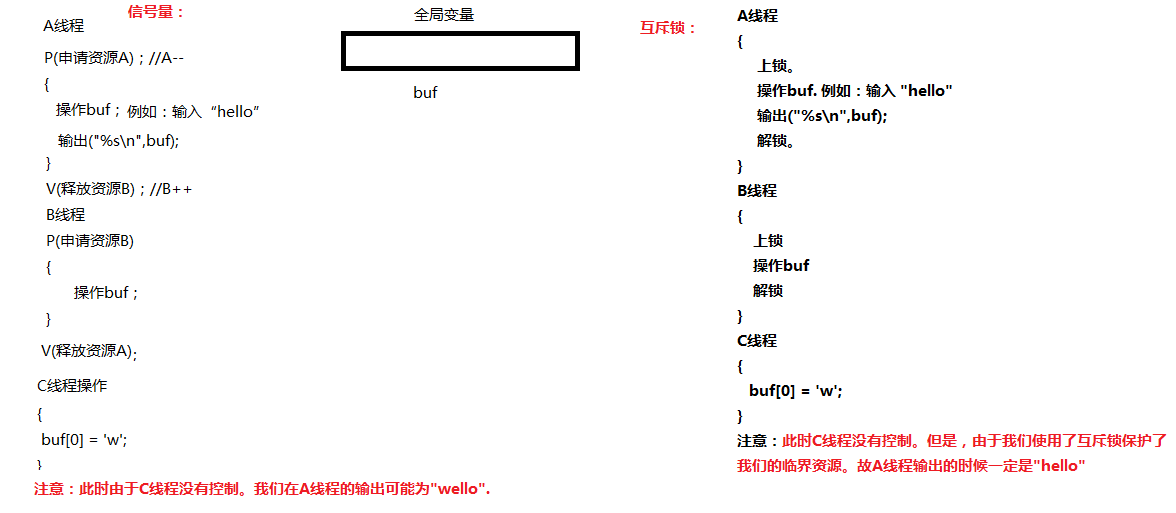 信号量：
A线程
P(申请资源A)；//A--
{
操作buf； 例如：输入“hello”
输出("%s\n",buf);
}
V(释放资源B)；//B++
B线程
P(申请资源B)
{
操作buf；
}
V(释放资源A);
C线程操作
{
buf[0] = 'w';
}
注意：此时由于C线程没有控制。我们在A线程的输出可能为"wello".
全局变量
buf
互斥锁：
A线程
{
上锁。
操作buf. 例如：输入 "hello"
输出("%s\n",buf);
解锁。
}
B线程
{
上锁
操作buf
解锁
}
C线程
{
buf[0] = 'w';
}
注意：此时C线程没有控制。但是，由于我们使用了互斥锁保护了
我们的临界资源。故A线程输出的时候一定是"hello"